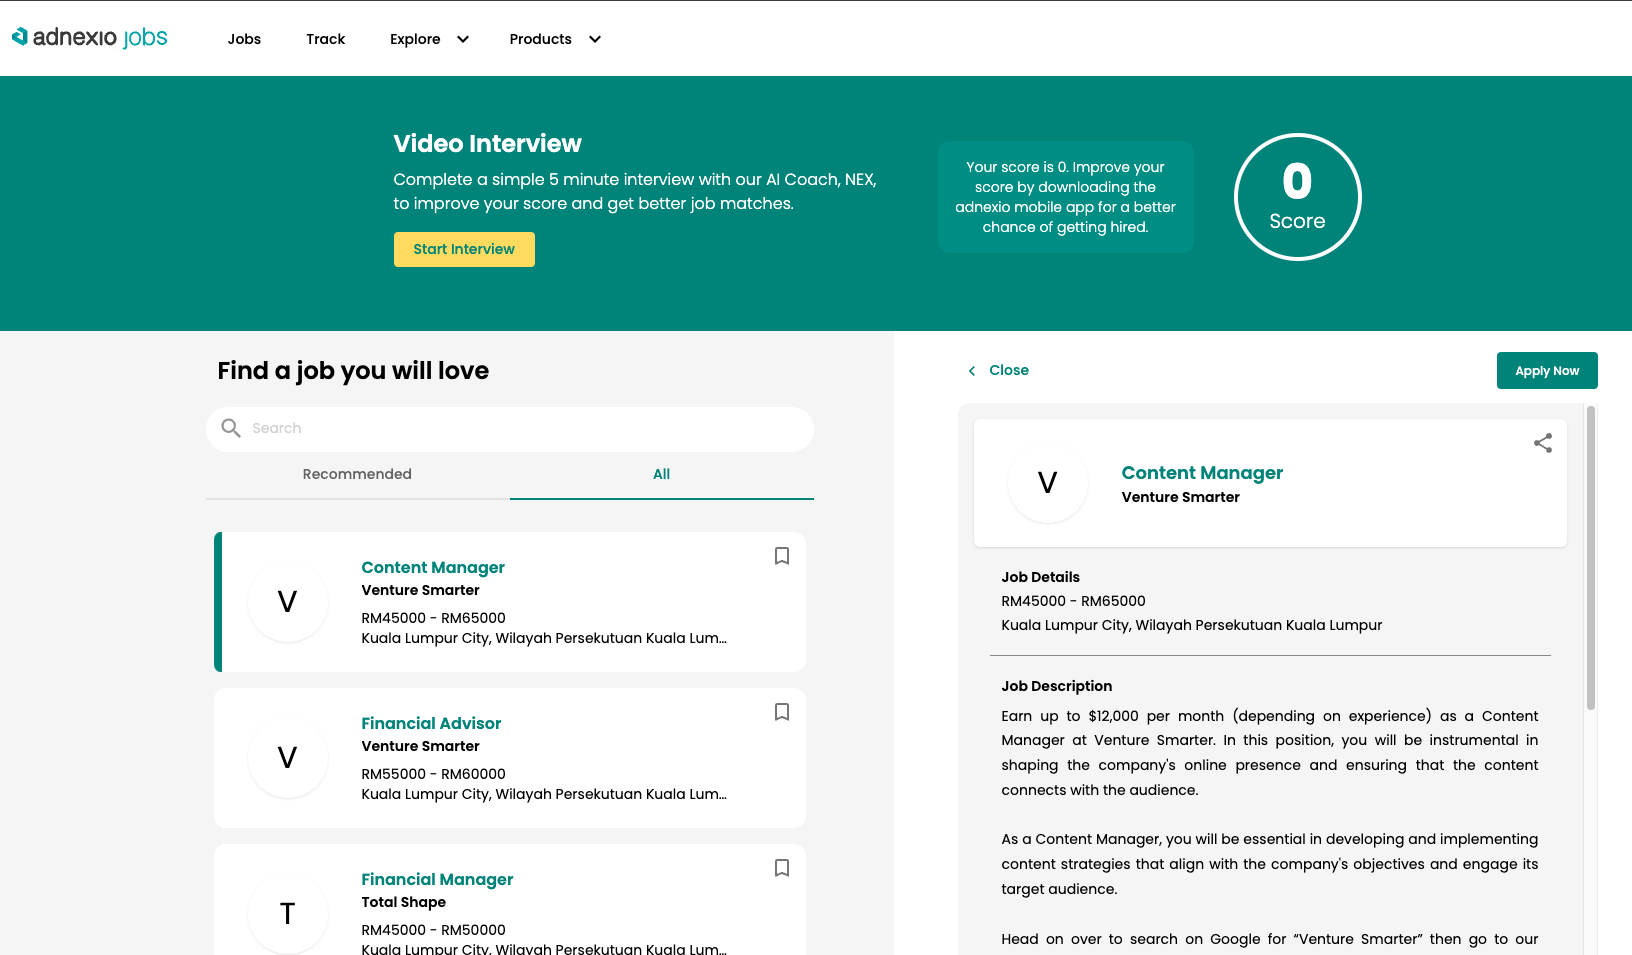 adnexio jobs
Jobs
Track
Explore
Products
Video Interview
Complete a simple 5 minute interview with our AI Coach, NEX,
to improve your score and get better job matches.
Start Interview
Your score is 0. Improve your
score by downloading the
adnexio mobile app for a better
chance of getting hired.
0
Score
Find a job you will love
Search
Recommended
All
V
Content Manager
Venture Smarter
RM45000 - RM65000
Kuala Lumpur City, Wilayah Persekutuan Kuala Lum...
V
Financial Advisor
Venture Smarter
RM55000 - RM60000
Kuala Lumpur City, Wilayah Persekutuan Kuala Lum...
T
Financial Manager
Total Shape
RM45000 - RM50000
Kuala Lumpur City, Wilayah Persekutuan Kuala Lum...
Close
Apply Now
V
Content Manager
Venture Smarter
Job Details
RM45000 - RM65000
Kuala Lumpur City, Wilayah Persekutuan Kuala Lumpur
Job Description
Earn up to $12,000 per month (depending on experience) as a Content
Manager at Venture Smarter. In this position, you will be instrumental in
shaping the company's online presence and ensuring that the content
connects with the audience.
As a Content Manager, you will be essential in developing and implementing
content strategies that align with the company's objectives and engage its
target audience.
Head on over to search on Google for “Venture Smarter” then go to our